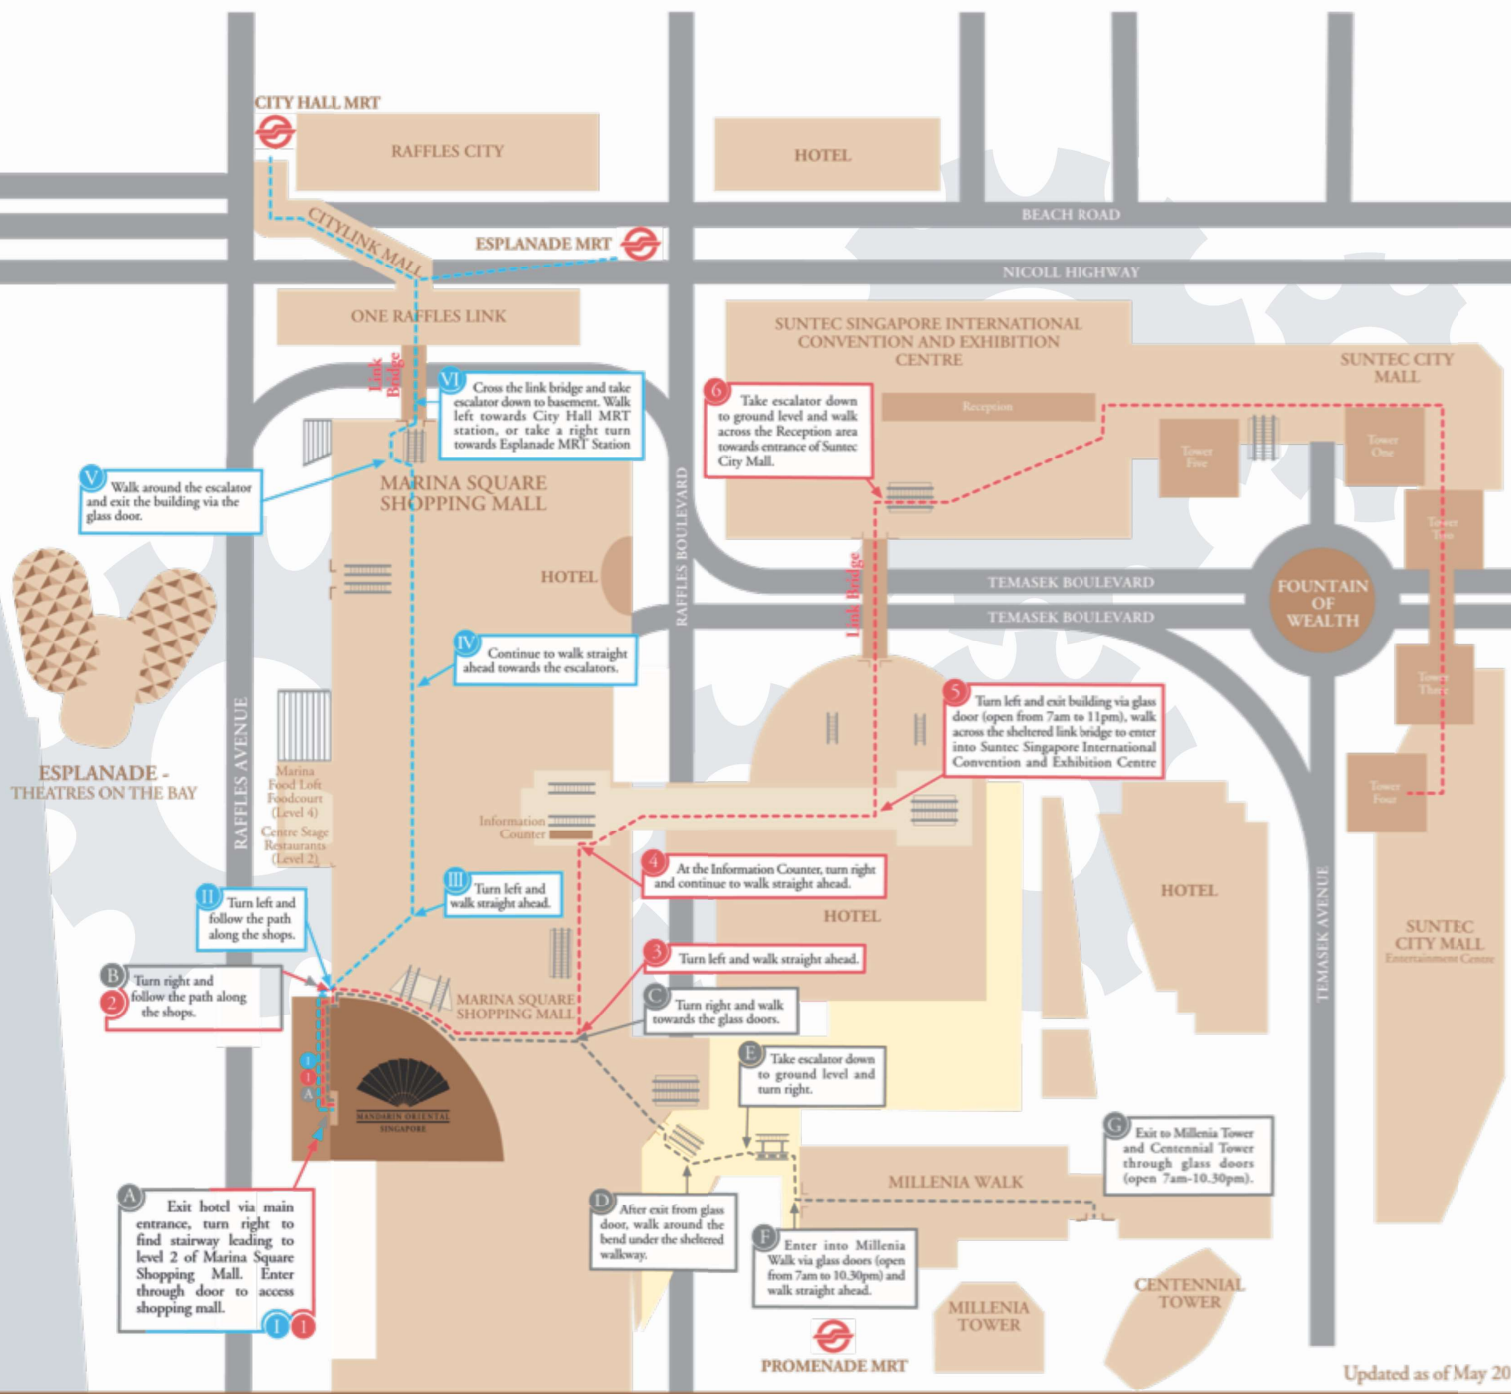 CITY HALL MRT
RAFFLES CITY
HOTEL
BEACH ROAD
CITYLINK MALL
ESPLANADE MRT
NICOLL HIGHWAY
ONE RAFFLES LINK
SUNTEC SINGAPORE INTERNATIONAL
CONVENTION AND EXHIBITION
CENTRE
SUNTEC CITY
MALL
Link
Bridge
VI
Cross the link bridge and take
escalator down to basement. Walk
left towards City Hall MRT
station, or take a right turn
towards Esplanade MRT Station
6
Take escalator down
to ground level and walk
across the Reception area
towards entrance of Suntec
City Mall.
Reception
Tower
Five
Tower
One
Tower
Two
V
Walk around the escalator
and exit the building via the
glass door.
MARINA SQUARE
SHOPPING MALL
HOTEL
RAFFLES BOULEVARD
Link Bridge
TEMASEK BOULEVARD
TEMASEK BOULEVARD
FOUNTAIN
OF
WEALTH
IV
Continue to walk straight
ahead towards the escalators.
Tower
Three
5
Turn left and exit building via glass
door (open from 7am to 11pm), walk
across the sheltered link bridge to enter
into Suntec Singapore International
Convention and Exhibition Centre
ESPLANADE -
THEATRES ON THE BAY
RAFFLES AVENUE
Marina
Food Loft
Foodcourt
(Level 4)
Centre Stage
Restaurants
(Level 2)
Information
Counter
Tower
Four
4
At the Information Counter, turn right
and continue to walk straight ahead.
III
Turn left and
walk straight ahead.
II
Turn left and
follow the path
along the shops.
HOTEL
HOTEL
TEMASEK AVENUE
SUNTEC
CITY MALL
Entertainment Centre
3
Turn left and walk straight ahead.
B
2
Turn right and
follow the path along
the shops.
MARINA SQUARE
SHOPPING MALL
C
Turn right and walk
towards the glass doors.
E
Take escalator down
to ground level and
turn right.
I
1
A
MANDARIN ORIENTAL
SINGAPORE
G
Exit to Millenia Tower
and Centennial Tower
through glass doors
(open 7am-10.30pm).
MILLENIA WALK
A
Exit hotel via main
entrance, turn right to
find stairway leading to
level 2 of Marina Square
Shopping Mall. Enter
through door to access
shopping mall.
I
1
D
After exit from glass
door, walk around the
bend under the sheltered
walkway.
F
Enter into Millenia
Walk via glass doors (open
from 7am to 10.30pm) and
walk straight ahead.
MILLENIA
TOWER
CENTENNIAL
TOWER
PROMENADE MRT
Updated as of May 20